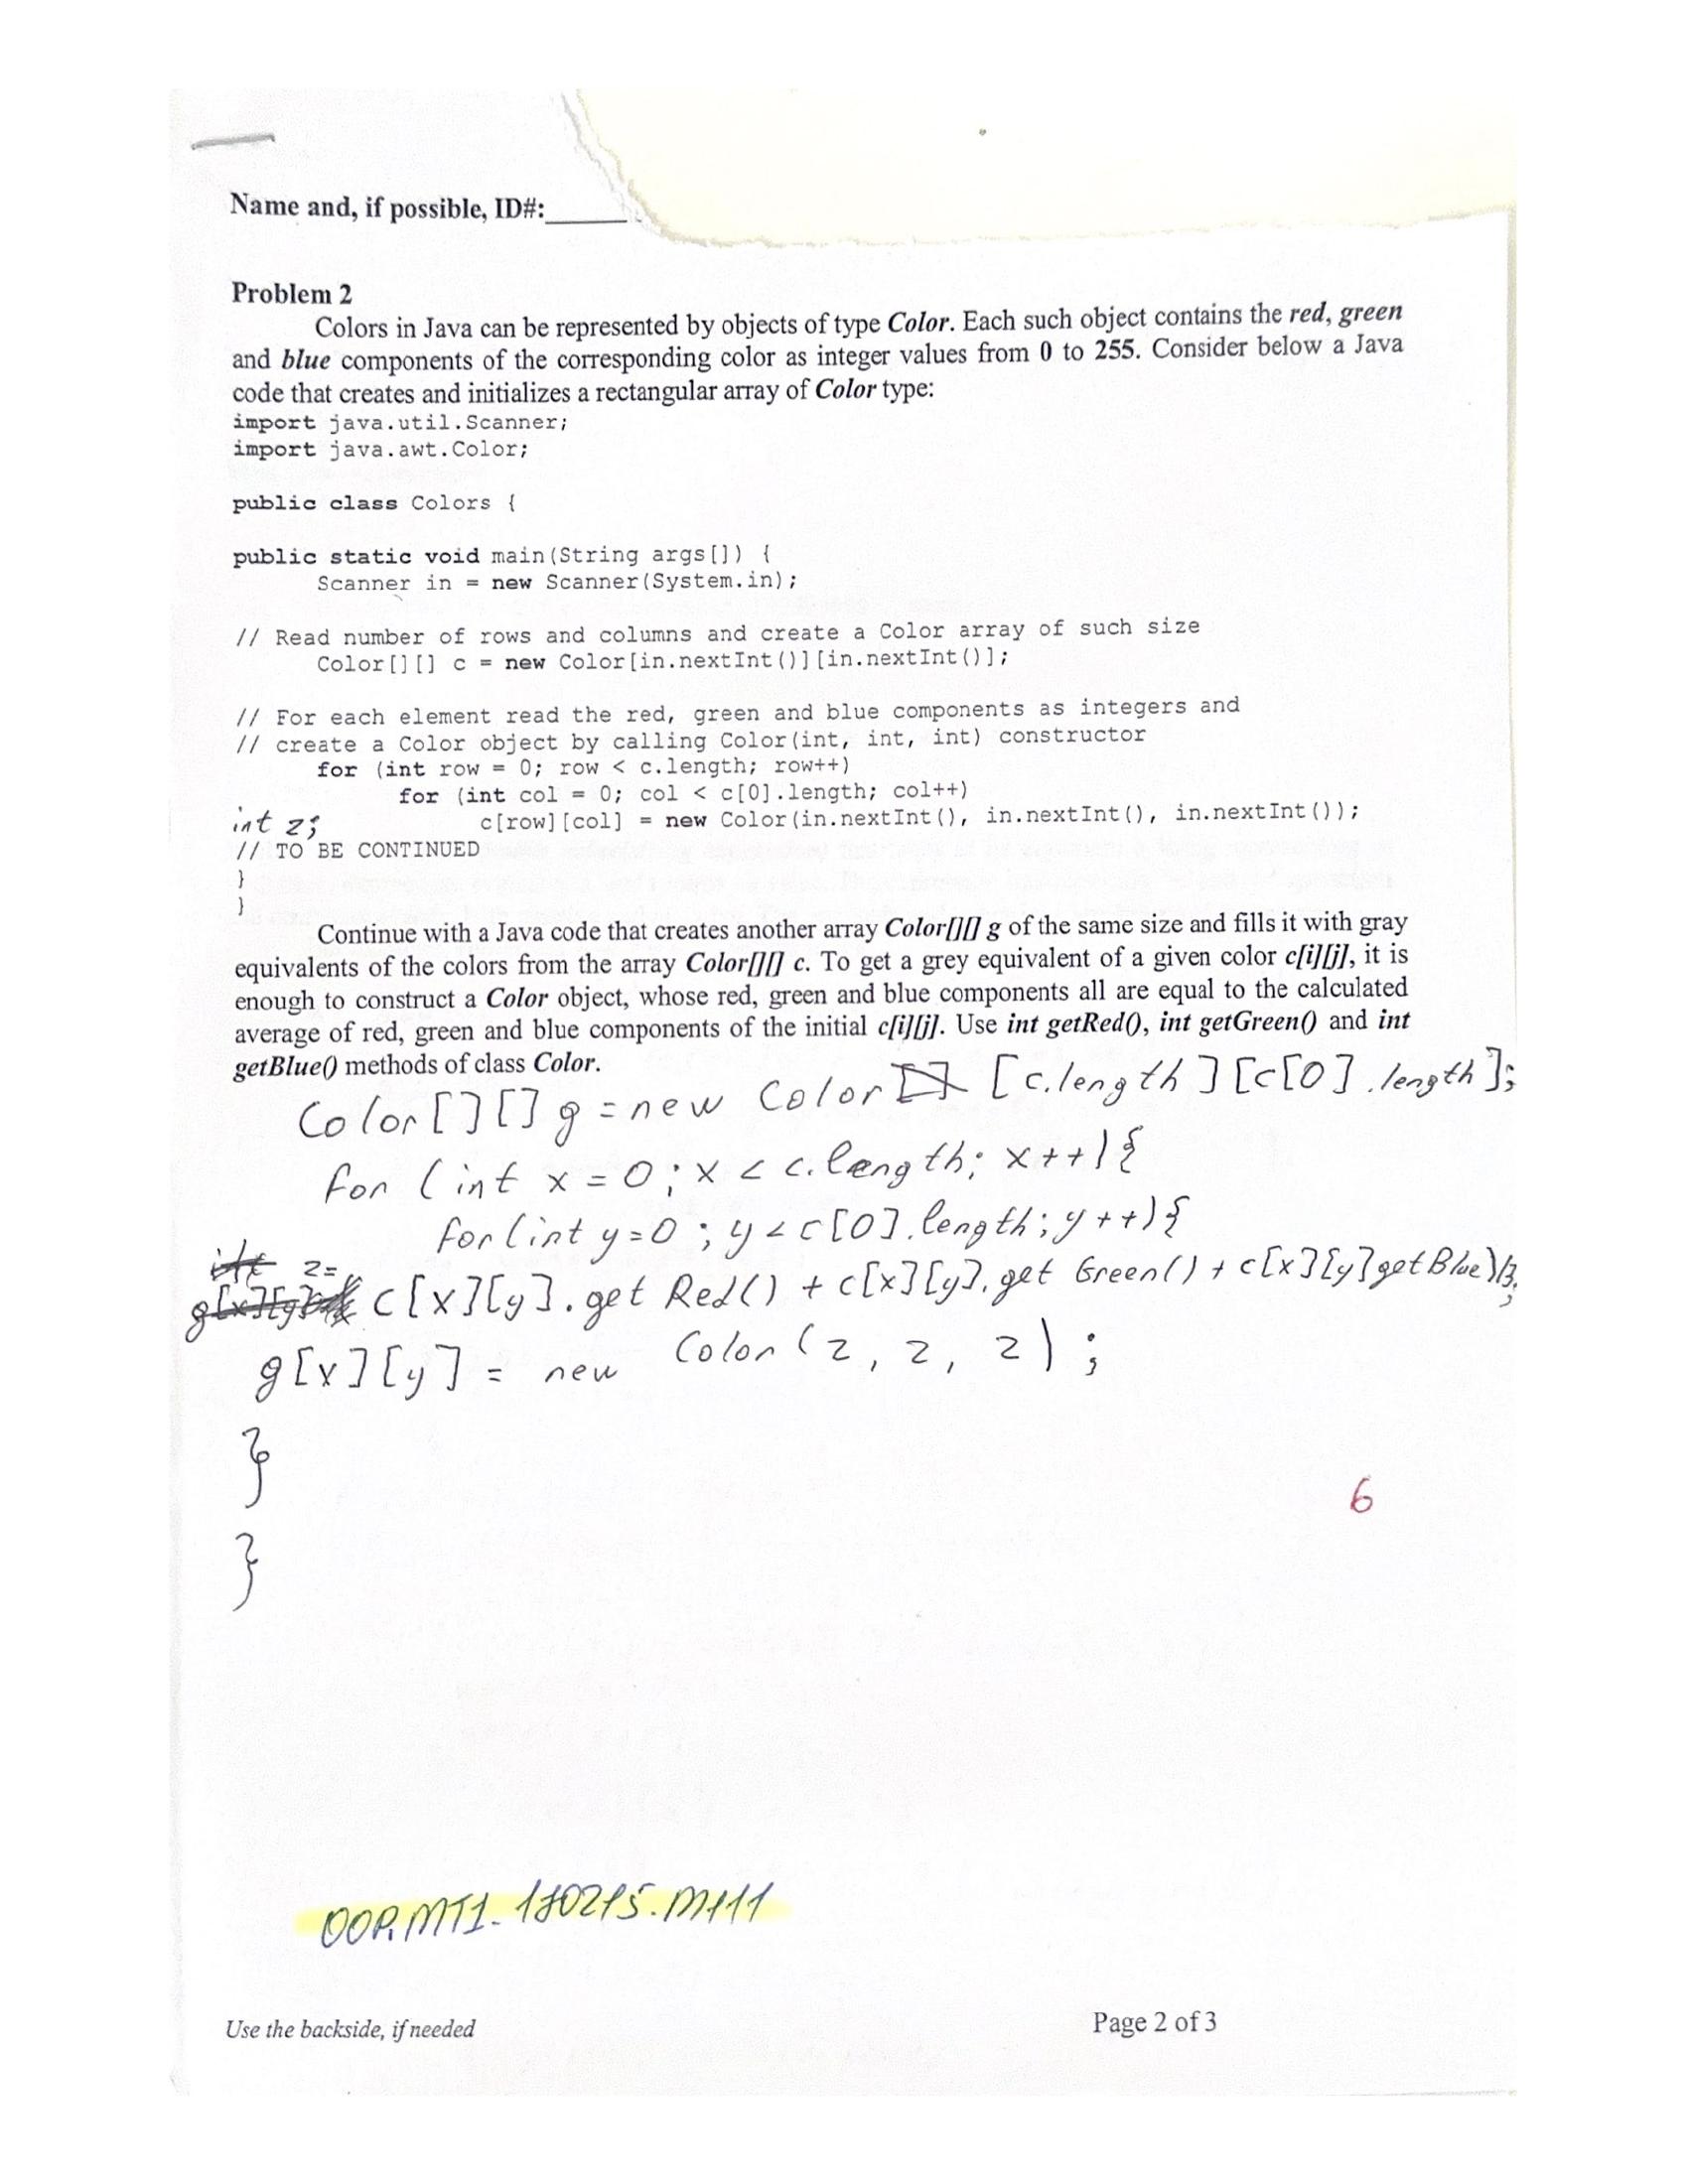 Name and, if possible, ID#:______
Problem 2
Colors in Java can be represented by objects of type Color. Each such object contains the red, green
and blue components of the corresponding color as integer values from 0 to 255. Consider below a Java
code that creates and initializes a rectangular array of Color type:
import java.util.Scanner;
import java.awt.Color;
public class Colors {
public static void main(String args[]) {
Scanner in = new Scanner(System.in);
// Read number of rows and columns and create a Color array of such size
Color[][] c = new Color[in.nextInt()][in.nextInt()];
// For each element read the red, green and blue components as integers and
// create a Color object by calling Color(int, int, int) constructor
for (int row = 0; row < c.length; row++)
for (int col = 0; col < c[0].length; col++)
int z; c[row][col] = new Color(in.nextInt(), in.nextInt(), in.nextInt());
// TO BE CONTINUED
}
}
Continue with a Java code that creates another array Color[][] g of the same size and fills it with gray
equivalents of the colors from the array Color[][] c. To get a grey equivalent of a given color c[i][j], it is
enough to construct a Color object, whose red, green and blue components all are equal to the calculated
average of red, green and blue components of the initial c[i][j]. Use int getRed(), int getGreen() and int
getBlue() methods of class Color.
Color[][] g = new Color [c.length][c[0].length];
for (int x = 0; x < c.length; x++){
for(int y=0; y<c[0].length; y++){
z=
( c[x][y].get Red() + c[x][y].get Green() + c[x][y]getBlue)/3;
g[x][y] = new Color (z, z, z);
}
6
}
OOP.MT1.180215.M111
Use the backside, if needed Page 2 of 3